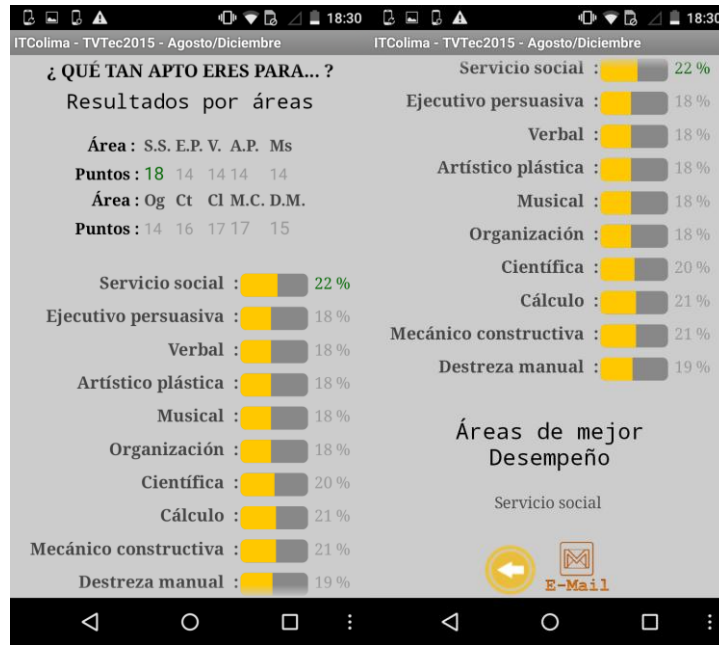 18:30
ITColima - TVTec2015 - Agosto/Diciembre
¿ QUÉ TAN APTO ERES PARA... ?
Resultados por áreas
Área : S.S. E.P. V. A.P. Ms
Puntos : 18 14 14 14 14
Área : Og Ct Cl M.C. D.M.
Puntos : 14 16 17 17 15
Servicio social : 22 %
Ejecutivo persuasiva : 18 %
Verbal : 18 %
Artístico plástica : 18 %
Musical : 18 %
Organización : 18 %
Científica : 20 %
Cálculo : 21 %
Mecánico constructiva : 21 %
Destreza manual : 19 %
18:30
ITColima - TVTec2015 - Agosto/Diciembre
Servicio social : 22 %
Ejecutivo persuasiva : 18 %
Verbal : 18 %
Artístico plástica : 18 %
Musical : 18 %
Organización : 18 %
Científica : 20 %
Cálculo : 21 %
Mecánico constructiva : 21 %
Destreza manual : 19 %
Áreas de mejor
Desempeño
Servicio social
E-Mail